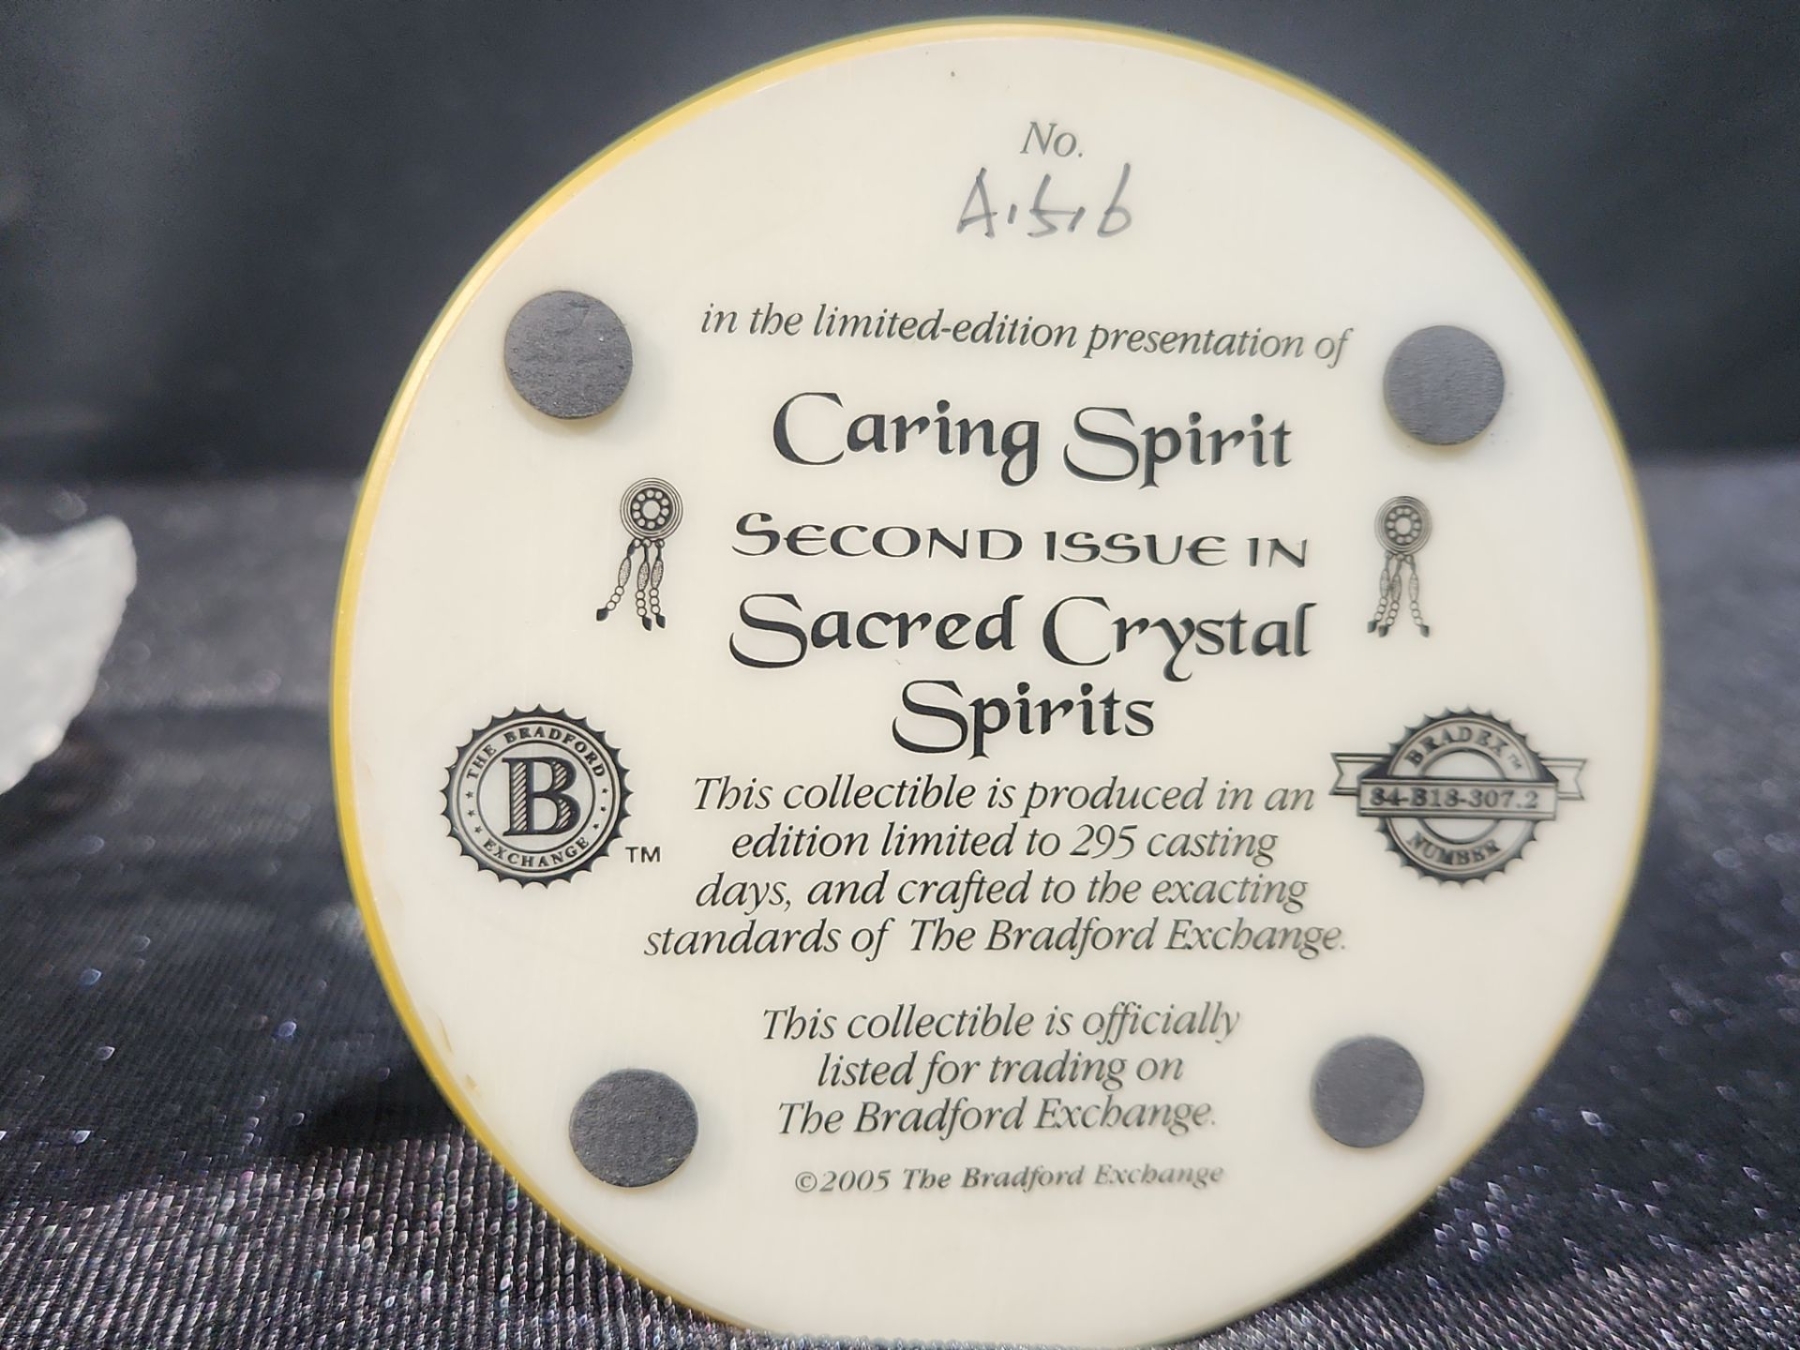 No.
A.5.6
in the limited-edition presentation of
Caring Spirit
SECOND ISSUE IN
Sacred Crystal
Spirits
THE BRADFORD
B
EXCHANGE
TM
BRADEX™
84-B18-307.2
NUMBER
This collectible is produced in an
edition limited to 295 casting
days, and crafted to the exacting
standards of The Bradford Exchange.
This collectible is officially
listed for trading on
The Bradford Exchange.
©2005 The Bradford Exchange